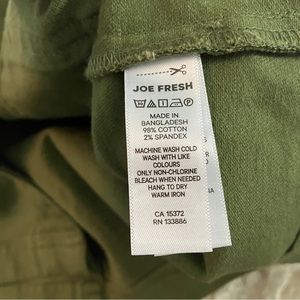 JOE FRESH
MADE IN
BANGLADESH
98% COTTON
2% SPANDEX
MACHINE WASH COLD
WASH WITH LIKE
COLOURS
ONLY NON-CHLORINE
BLEACH WHEN NEEDED
HANG TO DRY
WARM IRON
CA 15372
RN 133886